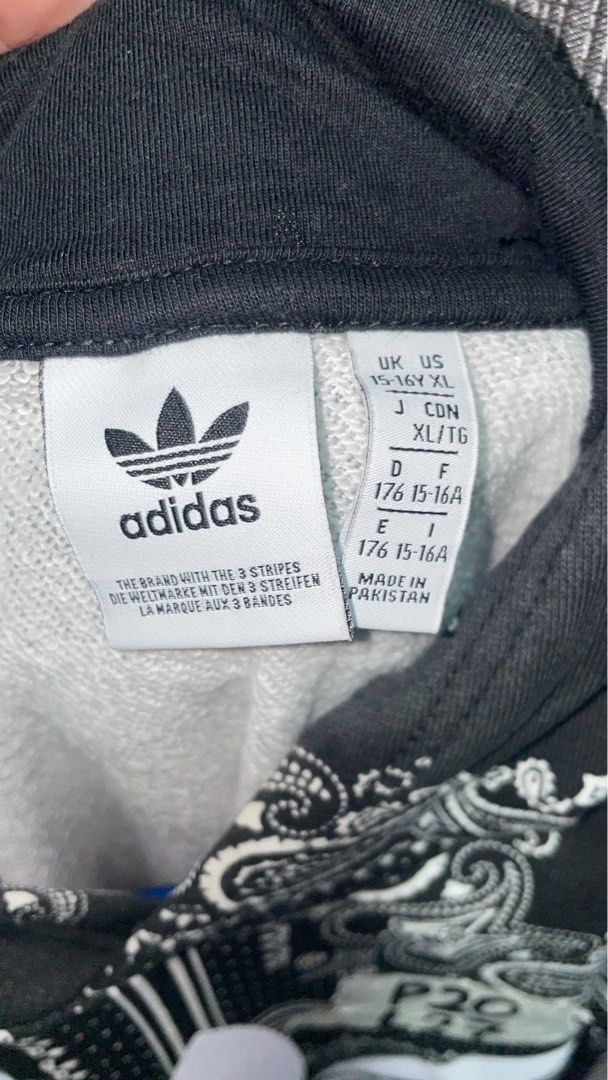 adidas
THE BRAND WITH THE 3 STRIPES
DIE WELTMARKE MIT DEN 3 STREIFEN
LA MARQUE AUX 3 BANDES
UK US
15-16Y XL
J CDN
XL/TG
D F
176 15-16A
E I
176 15-16A
MADE IN
PAKISTAN
P20